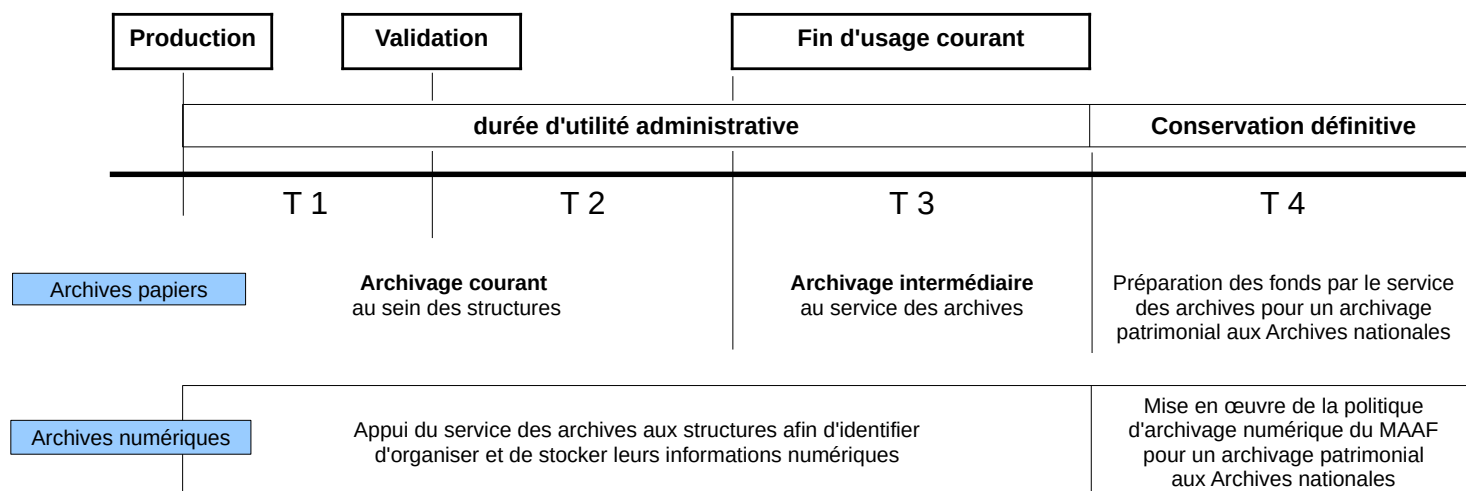 Production
Validation
Fin d'usage courant
durée d'utilité administrative
Conservation définitive
T 1
T 2
T 3
T 4
Archives papiers
Archivage courant
au sein des structures
Archivage intermédiaire
au service des archives
Préparation des fonds par le service
des archives pour un archivage
patrimonial aux Archives nationales
Archives numériques
Appui du service des archives aux structures afin d'identifier
d'organiser et de stocker leurs informations numériques
Mise en œuvre de la politique
d'archivage numérique du MAAF
pour un archivage patrimonial
aux Archives nationales